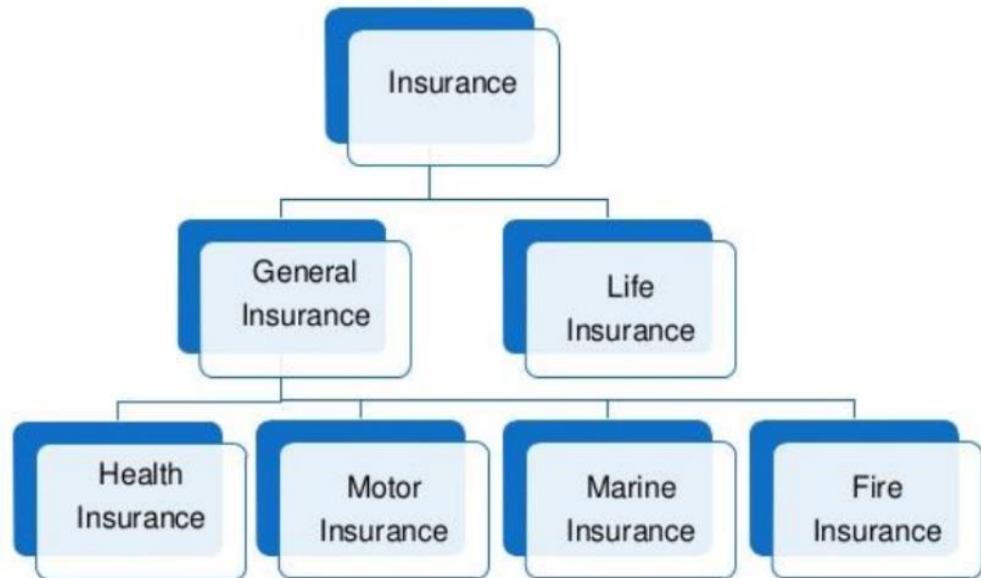 Insurance
General
Insurance
Life
Insurance
Health
Insurance
Motor
Insurance
Marine
Insurance
Fire
Insurance